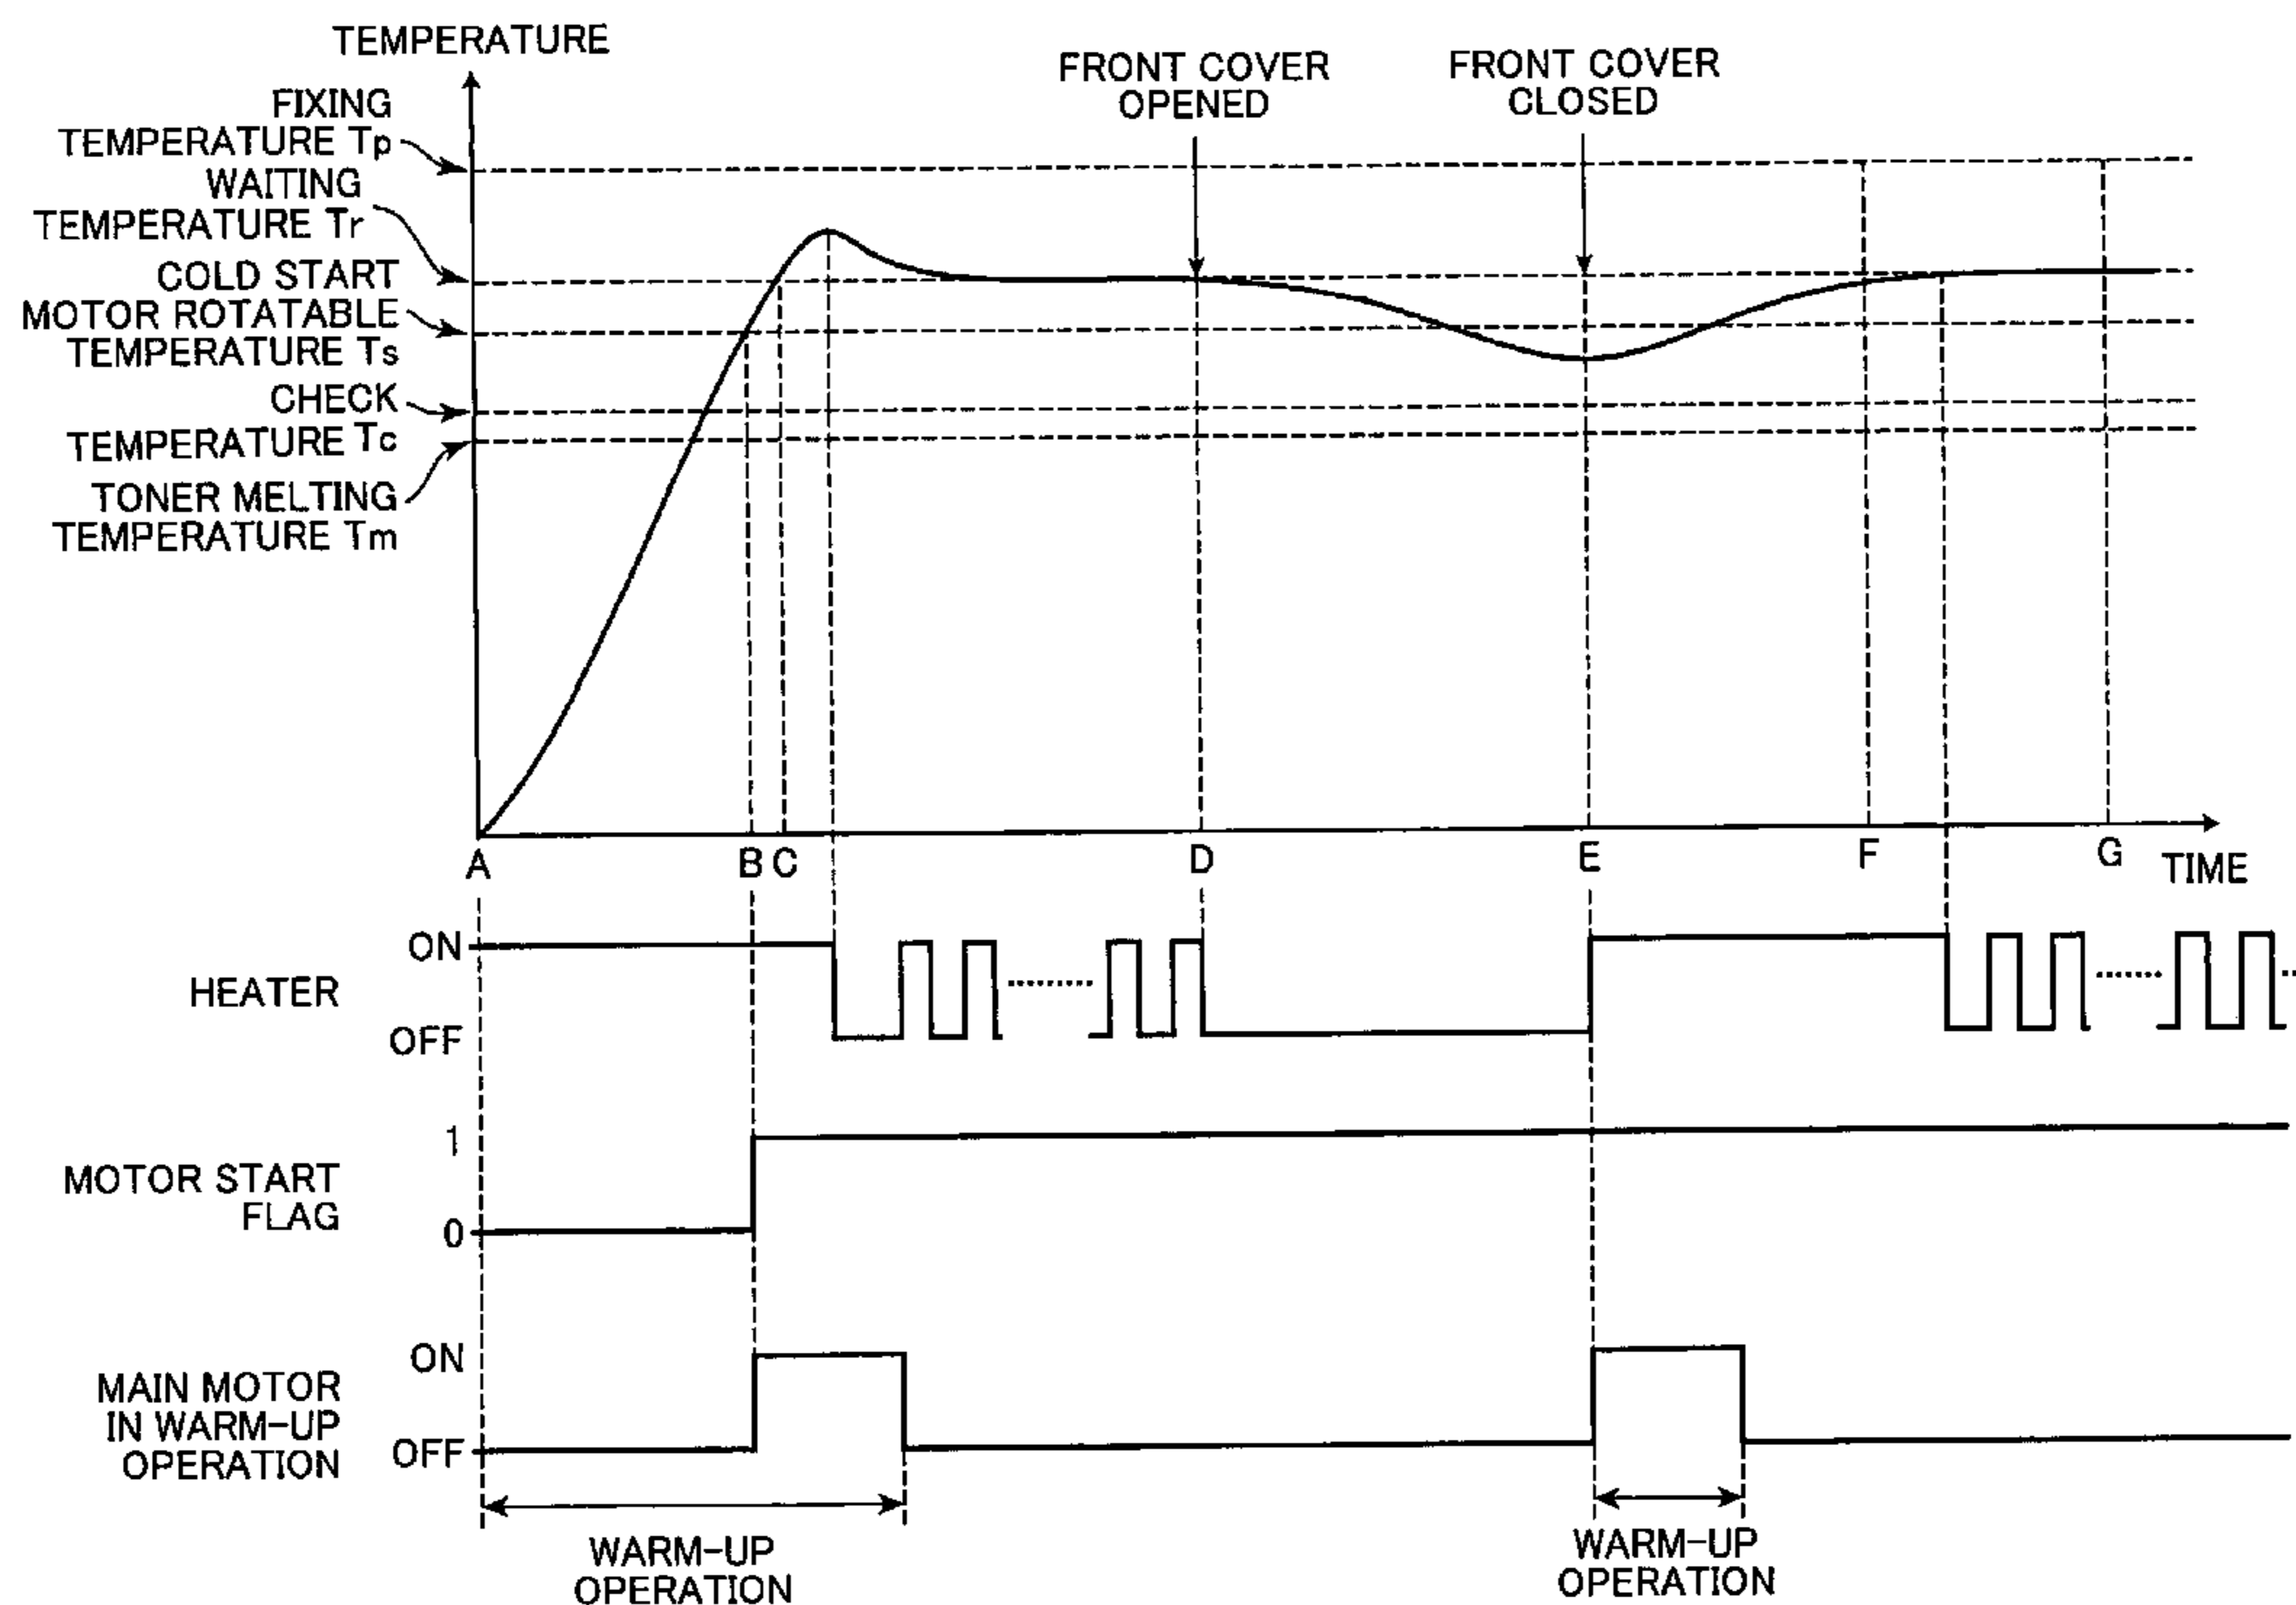 TEMPERATURE
FIXING
TEMPERATURE Tp
WAITING
TEMPERATURE Tr
COLD START
MOTOR ROTATABLE
TEMPERATURE Ts
CHECK
TEMPERATURE Tc
TONER MELTING
TEMPERATURE Tm
FRONT COVER
OPENED
FRONT COVER
CLOSED
A B C D E F G TIME
HEATER
ON
OFF
MOTOR START
FLAG
1
0
MAIN MOTOR
IN WARM-UP
OPERATION
ON
OFF
WARM-UP
OPERATION
WARM-UP
OPERATION